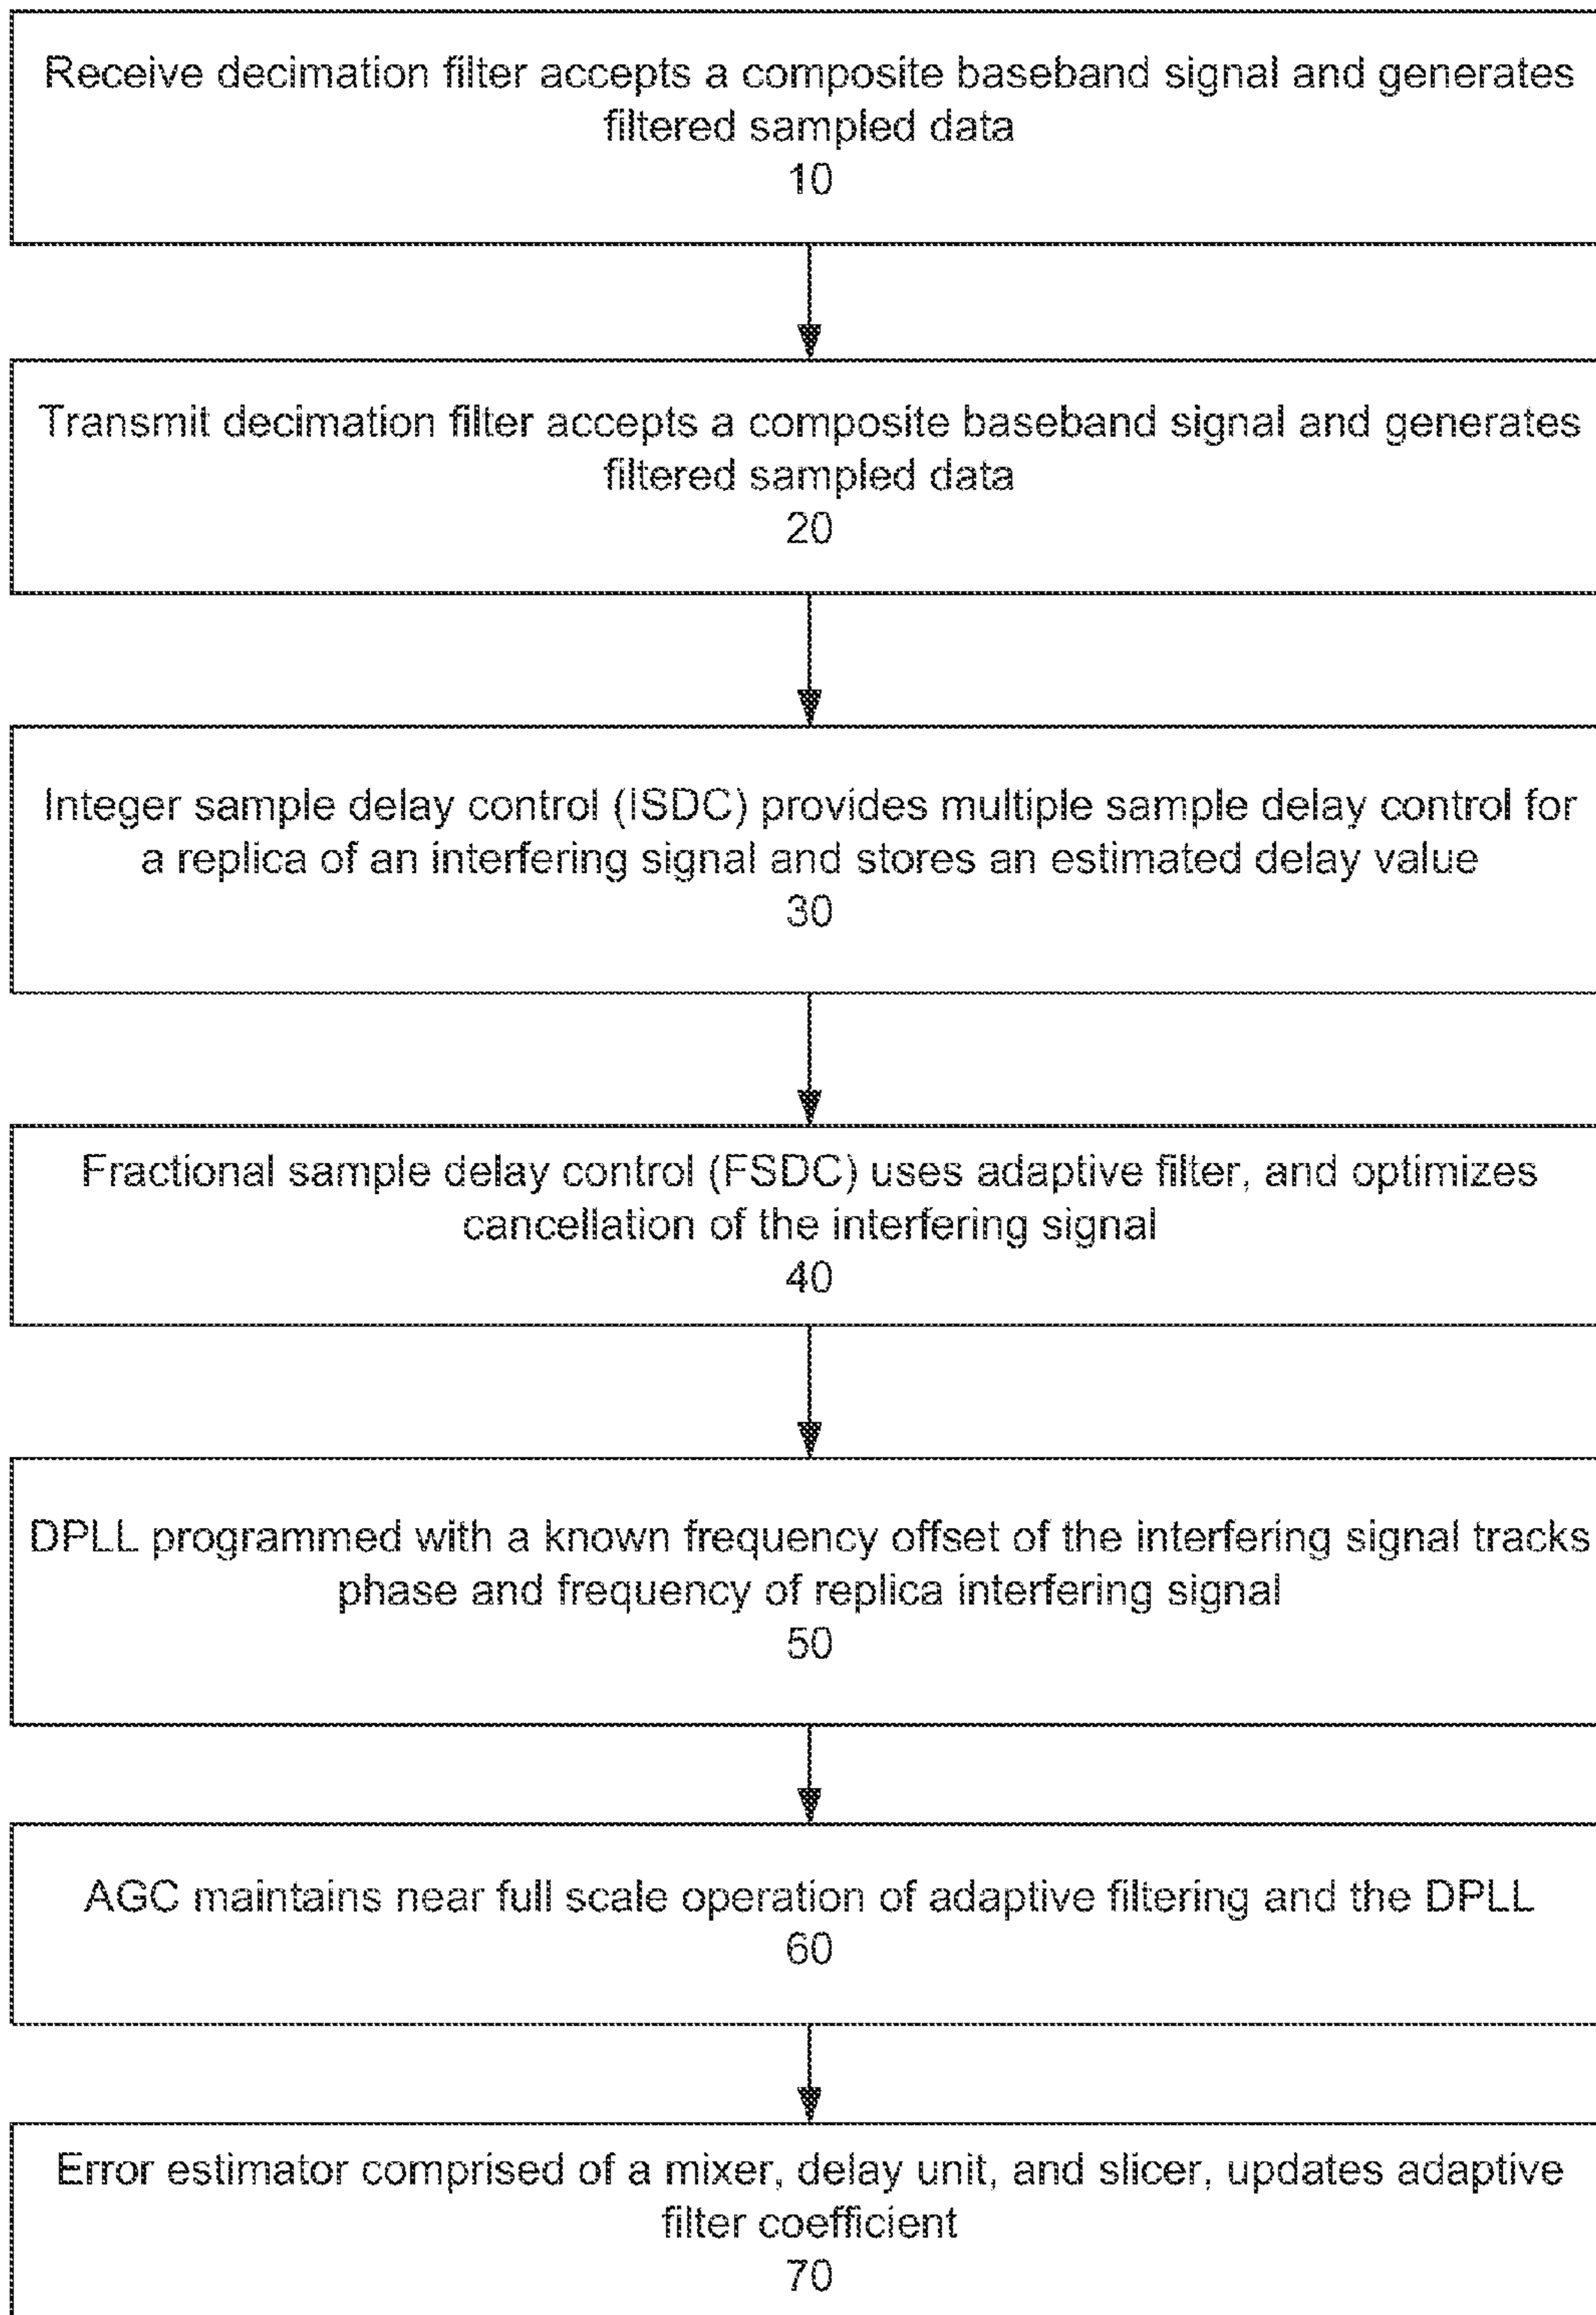 Receive decimation filter accepts a composite baseband signal and generates
filtered sampled data
10
Transmit decimation filter accepts a composite baseband signal and generates
filtered sampled data
20
Integer sample delay control (ISDC) provides multiple sample delay control for
a replica of an interfering signal and stores an estimated delay value
30
Fractional sample delay control (FSDC) uses adaptive filter, and optimizes
cancellation of the interfering signal
40
DPLL programmed with a known frequency offset of the interfering signal tracks
phase and frequency of replica interfering signal
50
AGC maintains near full scale operation of adaptive filtering and the DPLL
60
Error estimator comprised of a mixer, delay unit, and slicer, updates adaptive
filter coefficient
70